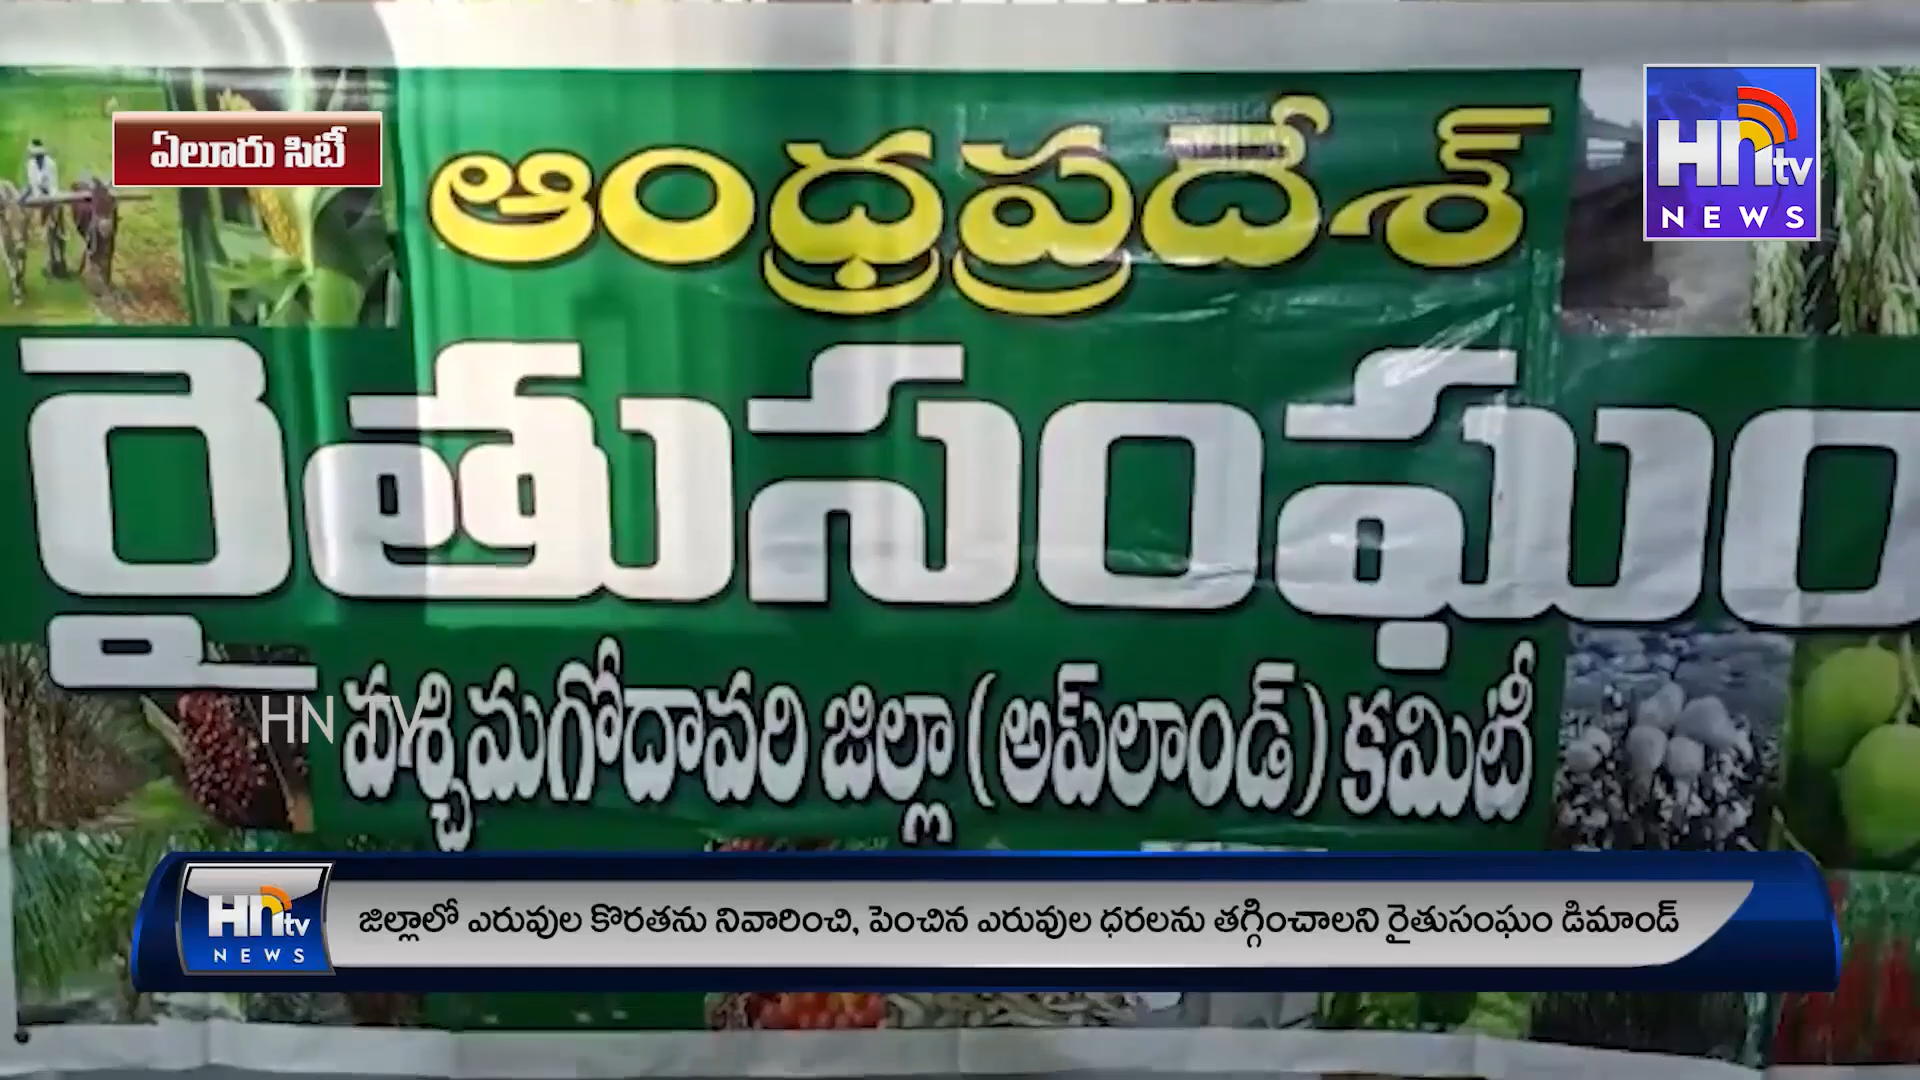 ఏలూరు సిటీ
HN tv
NEWS
ఆంధ్రప్రదేశ్
రైతుసంఘం
HN TV
పశ్చిమగోదావరి జిల్లా (అప్‌లాండ్) కమిటీ
HN tv
NEWS
జిల్లాలో ఎరువుల కొరతను నివారించి, పెంచిన ఎరువుల ధరలను తగ్గించాలని రైతుసంఘం డిమాండ్